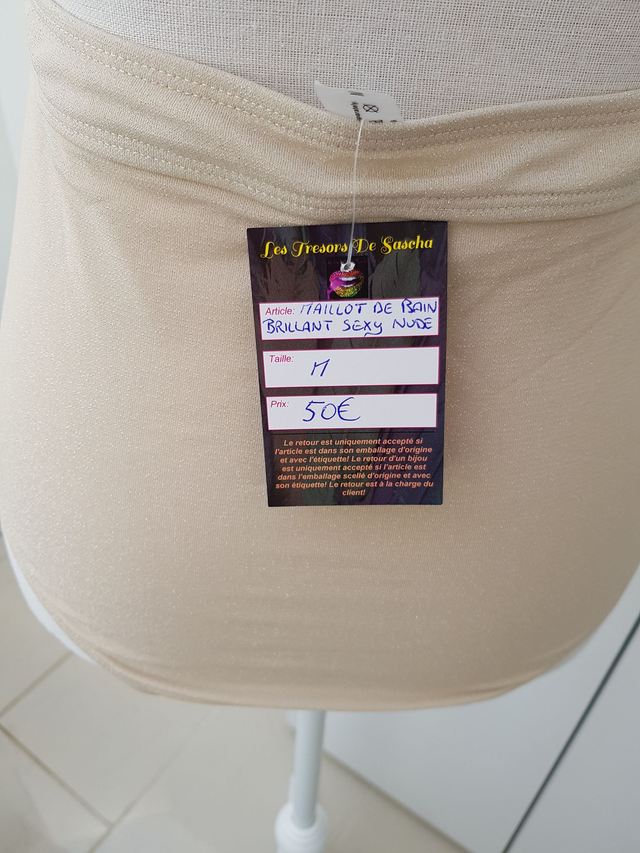 Les Tresors De Sascha
Article: MAILLOT DE BAIN
BRILLANT SEXY NUDE
Taille: M
Prix: 50€
Le retour est uniquement accepté si
l'article est dans son emballage d'origine
et avec l'étiquette! Le retour d'un bijou
est uniquement accepté si l'article est
dans l'emballage scellé d'origine et avec
son étiquette! Le retour est à la charge du
client!